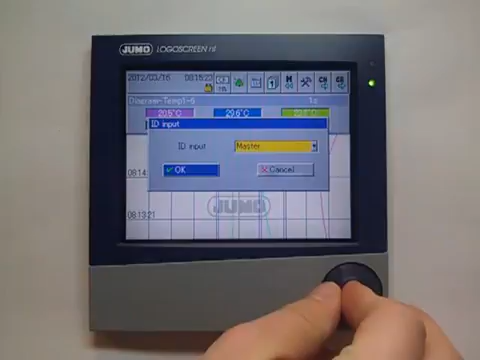 JUMO LOGOSCREEN nt
2012/03/16 08:15:23
Diagram-Temp1-6
20.5°C 20.6°C
ID input
ID input Master
OK Cancel
08:14
JUMO
08:13:21